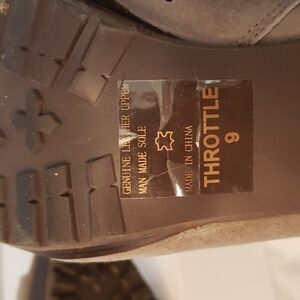 GENUINE LEATHER UPPER
MAN MADE SOLE
MADE IN CHINA
THROTTLE
9